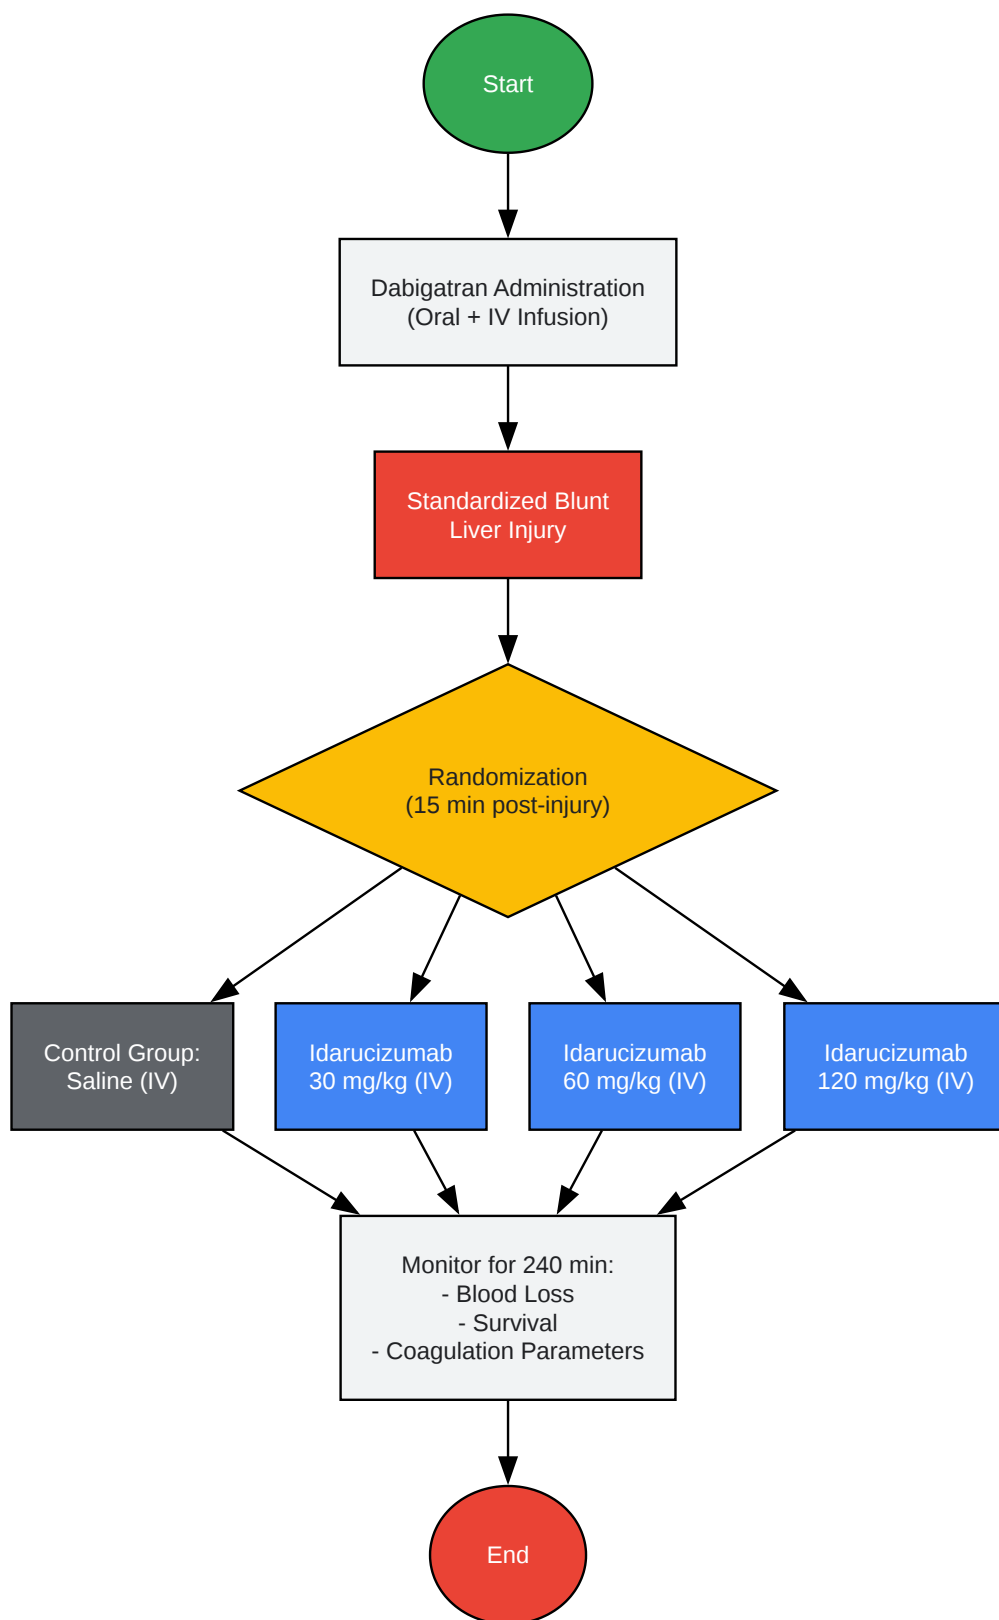 Start
Dabigatran Administration
(Oral + IV Infusion)
Standardized Blunt
Liver Injury
Randomization
(15 min post-injury)
Control Group:
Saline (IV)
Idarucizumab
30 mg/kg (IV)
Idarucizumab
60 mg/kg (IV)
Idarucizumab
120 mg/kg (IV)
Monitor for 240 min:
- Blood Loss
- Survival
- Coagulation Parameters
End